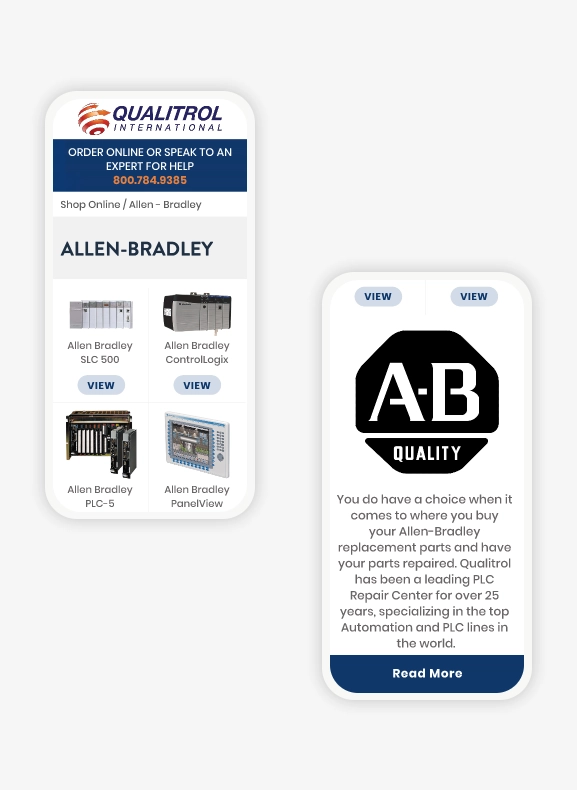 QUALITROL
INTERNATIONAL
ORDER ONLINE OR SPEAK TO AN
EXPERT FOR HELP
800.784.9385
Shop Online / Allen - Bradley
ALLEN-BRADLEY
Allen Bradley
SLC 500
VIEW
Allen Bradley
ControlLogix
VIEW
Allen Bradley
PLC-5
Allen Bradley
PanelView
VIEW
VIEW
A-B
QUALITY
You do have a choice when it
comes to where you buy
your Allen-Bradley
replacement parts and have
your parts repaired. Qualitrol
has been a leading PLC
Repair Center for over 25
years, specializing in the top
Automation and PLC lines in
the world.
Read More